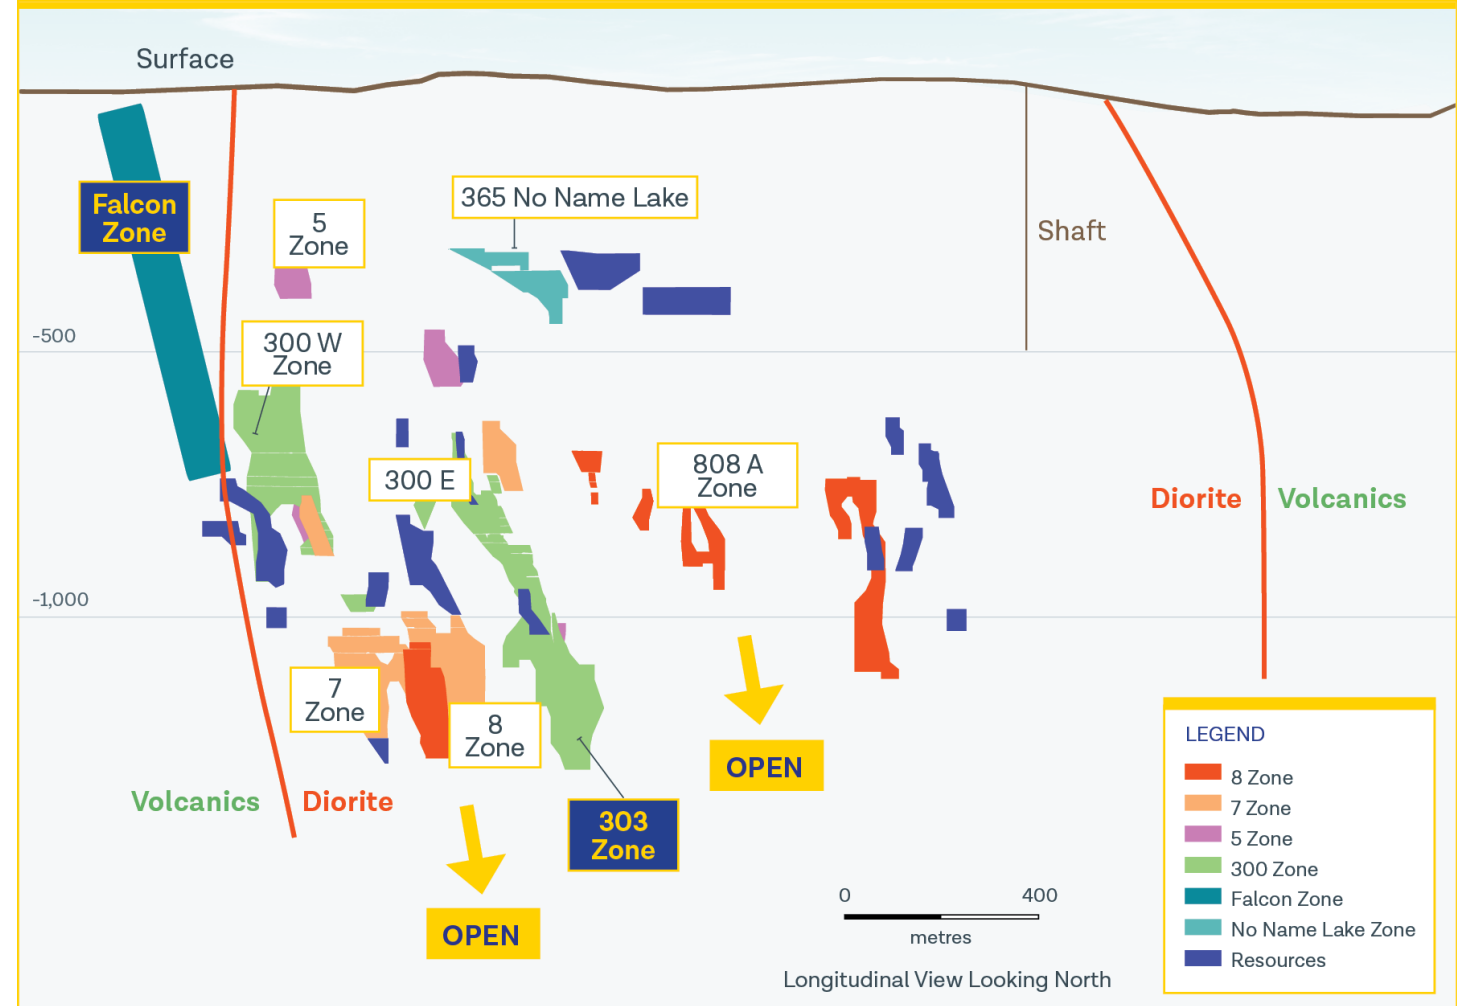 Surface
Falcon
Zone
5
Zone
365 No Name Lake
Shaft
-500
300 W
Zone
300 E
808 A
Zone
Diorite
Volcanics
-1,000
7
Zone
8
Zone
OPEN
Volcanics
Diorite
303
Zone
OPEN
0
400
metres
Longitudinal View Looking North
LEGEND
8 Zone
7 Zone
5 Zone
300 Zone
Falcon Zone
No Name Lake Zone
Resources